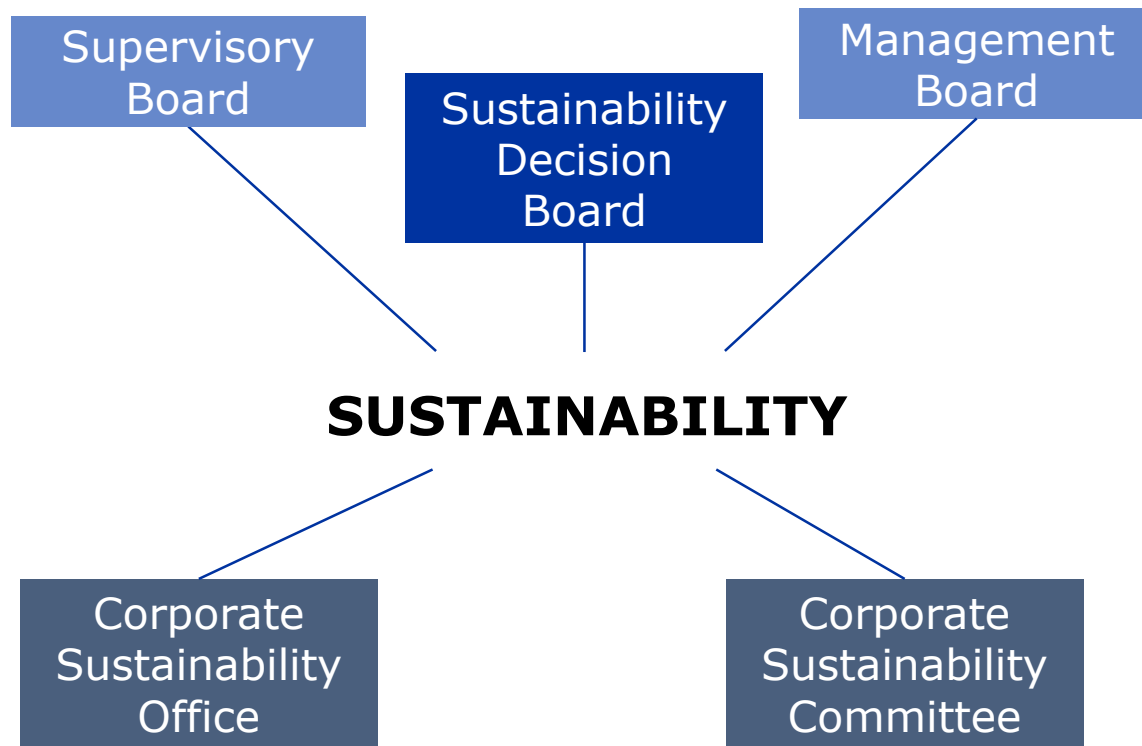 Supervisory
Board
Sustainability
Decision
Board
Management
Board
SUSTAINABILITY
Corporate
Sustainability
Office
Corporate
Sustainability
Committee